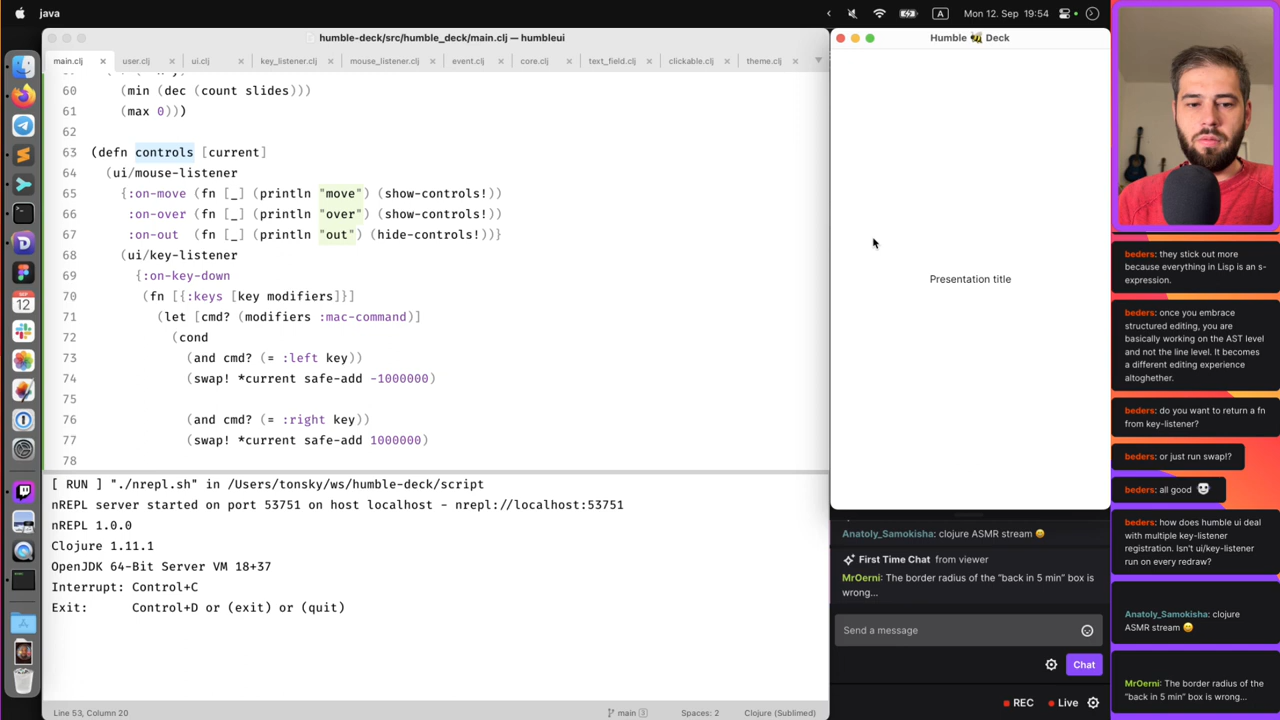 java
A
Mon 12. Sep 19:54
humble-deck/src/humble_deck/main.clj — humbleui
main.clj
user.clj
ui.clj
key_listener.clj
mouse_listener.clj
event.clj
core.clj
text_field.clj
clickable.clj
theme.clj
60 (min (dec (count slides)))
61 (max 0)))
62
63 (defn controls [current]
64 (ui/mouse-listener
65 {:on-move (fn [_] (println "move") (show-controls!))
66 :on-over (fn [_] (println "over") (show-controls!))
67 :on-out (fn [_] (println "out") (hide-controls!))}
68 (ui/key-listener
69 {:on-key-down
70 (fn [{:keys [key modifiers]}]
71 (let [cmd? (modifiers :mac-command)]
72 (cond
73 (and cmd? (= :left key))
74 (swap! *current safe-add -1000000)
75
76 (and cmd? (= :right key))
77 (swap! *current safe-add 1000000)
78
[ RUN ] "./nrepl.sh" in /Users/tonsky/ws/humble-deck/script
nREPL server started on port 53751 on host localhost - nrepl://localhost:53751
nREPL 1.0.0
Clojure 1.11.1
OpenJDK 64-Bit Server VM 18+37
Interrupt: Control+C
Exit: Control+D or (exit) or (quit)
Line 53, Column 20
main 3
Spaces: 2
Clojure (Sublimed)
Humble 🐝 Deck
Presentation title
Anatoly_Samokisha: clojure ASMR stream 😄
First Time Chat from viewer
MrOerni: The border radius of the "back in 5 min" box is
wrong...
Send a message
Chat
REC
Live
beders: they stick out more
because everything in Lisp is an s-
expression.
beders: once you embrace
structured editing, you are
basically working on the AST level
and not the line level. It becomes
a different editing experience
altoghether.
beders: do you want to return a fn
from key-listener?
beders: or just run swap!?
beders: all good
beders: how does humble ui deal
with multiple key-listener
registration. Isn't ui/key-listener
run on every redraw?
Anatoly_Samokisha: clojure
ASMR stream 😄
MrOerni: The border radius of the
"back in 5 min" box is wrong...